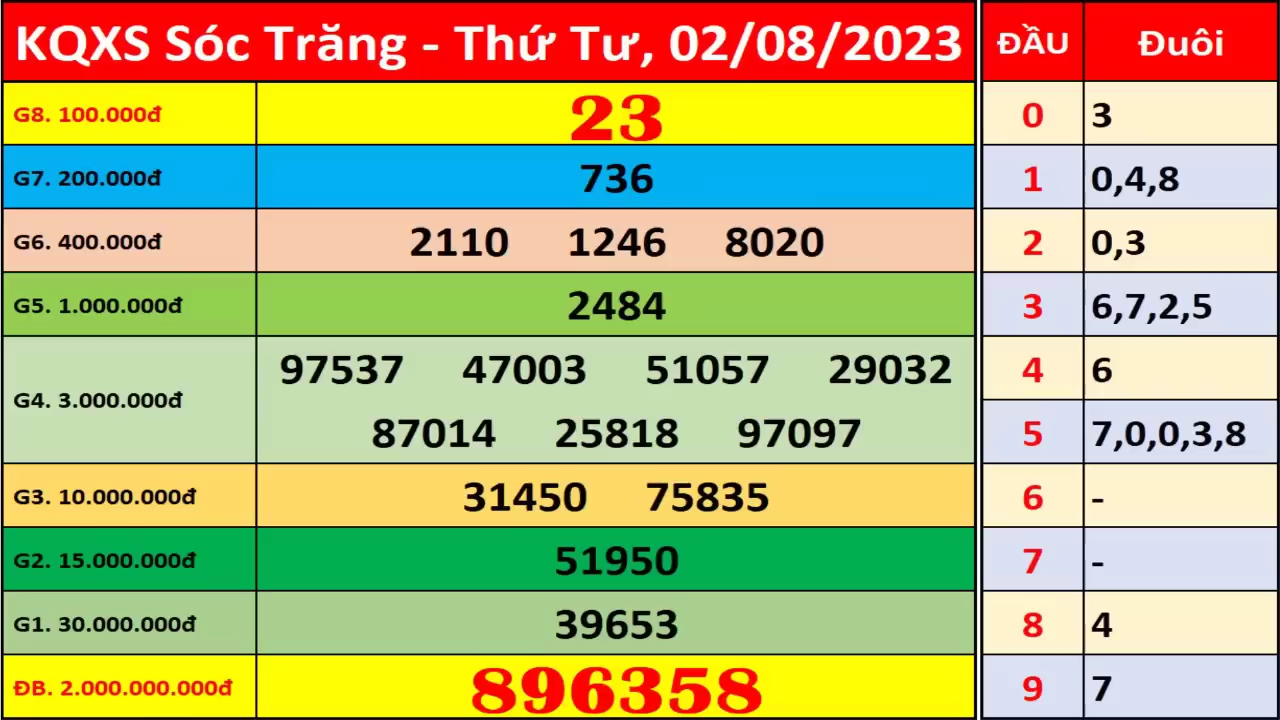 KQXS Sóc Trăng - Thứ Tư, 02/08/2023
G8. 100.000đ 23
G7. 200.000đ 736
G6. 400.000đ 2110 1246 8020
G5. 1.000.000đ 2484
G4. 3.000.000đ 97537 47003 51057 29032
87014 25818 97097
G3. 10.000.000đ 31450 75835
G2. 15.000.000đ 51950
G1. 30.000.000đ 39653
ĐB. 2.000.000.000đ 896358
ĐẦU Đuôi
0 3
1 0,4,8
2 0,3
3 6,7,2,5
4 6
5 7,0,0,3,8
6 -
7 -
8 4
9 7